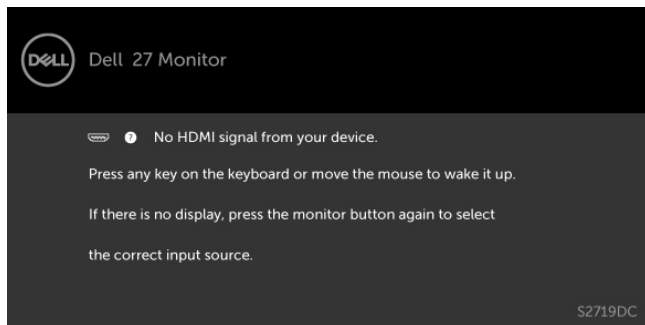 DELL Dell 27 Monitor
? No HDMI signal from your device.
Press any key on the keyboard or move the mouse to wake it up.
If there is no display, press the monitor button again to select
the correct input source.
S2719DC